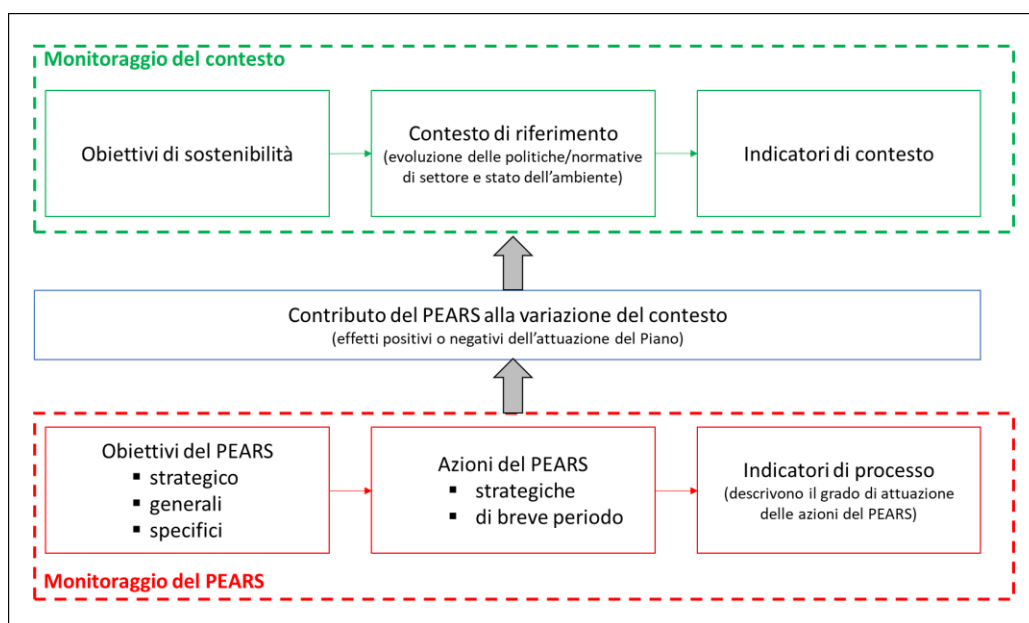 Monitoraggio del contesto
Obiettivi di sostenibilità
Contesto di riferimento
(evoluzione delle politiche/normative
di settore e stato dell’ambiente)
Indicatori di contesto
Contributo del PEARS alla variazione del contesto
(effetti positivi o negativi dell’attuazione del Piano)
Obiettivi del PEARS
▪ strategico
▪ generali
▪ specifici
Azioni del PEARS
▪ strategiche
▪ di breve periodo
Indicatori di processo
(descrivono il grado di attuazione
delle azioni del PEARS)
Monitoraggio del PEARS